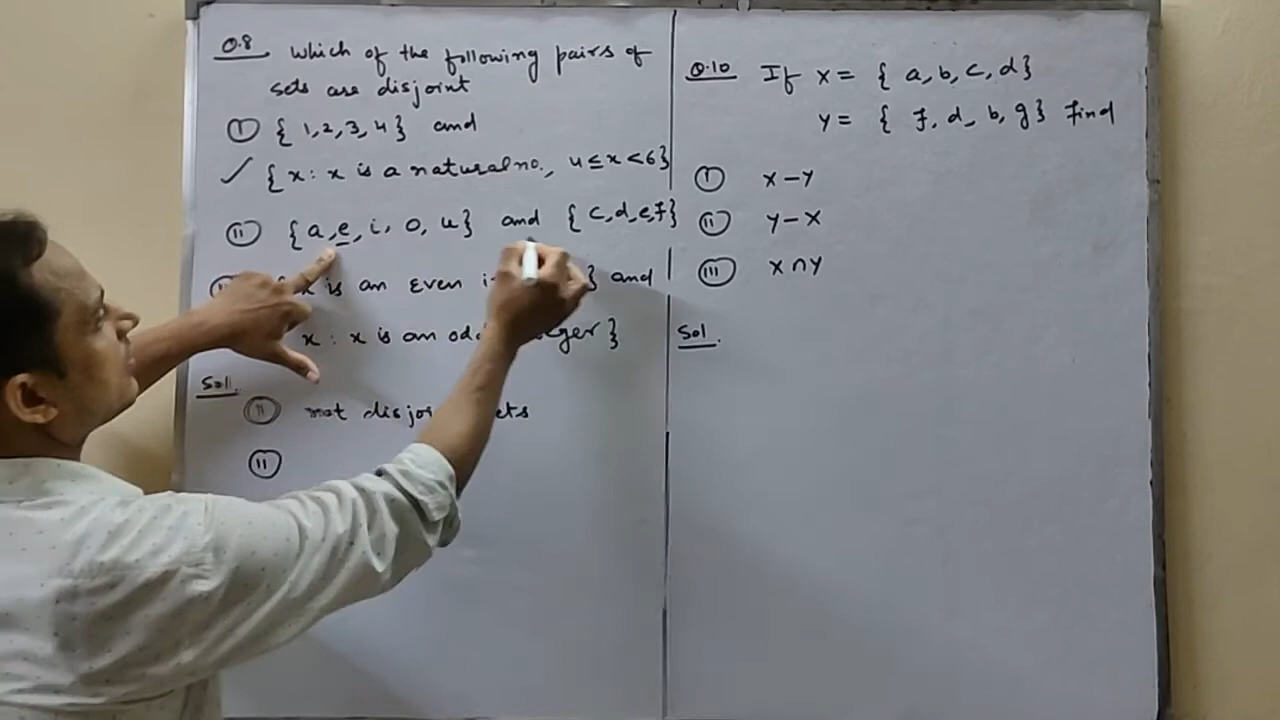 Q.8 Which of the following pairs of
sets are disjoint
(i) { 1,2,3,4 } and
✓ {x: x is a natural no., 4 ≤ x < 6}
(ii) {a, e, i, o, u} and {c,d,e,f}
is an even } and
x : x is an odd }
Sol.
(ii) not
(ii)
Q.10 If x = { a, b, c, d }
y = { f, d, b, g } find
(i) x - y
(ii) y - x
(iii) x ∩ y
Sol.